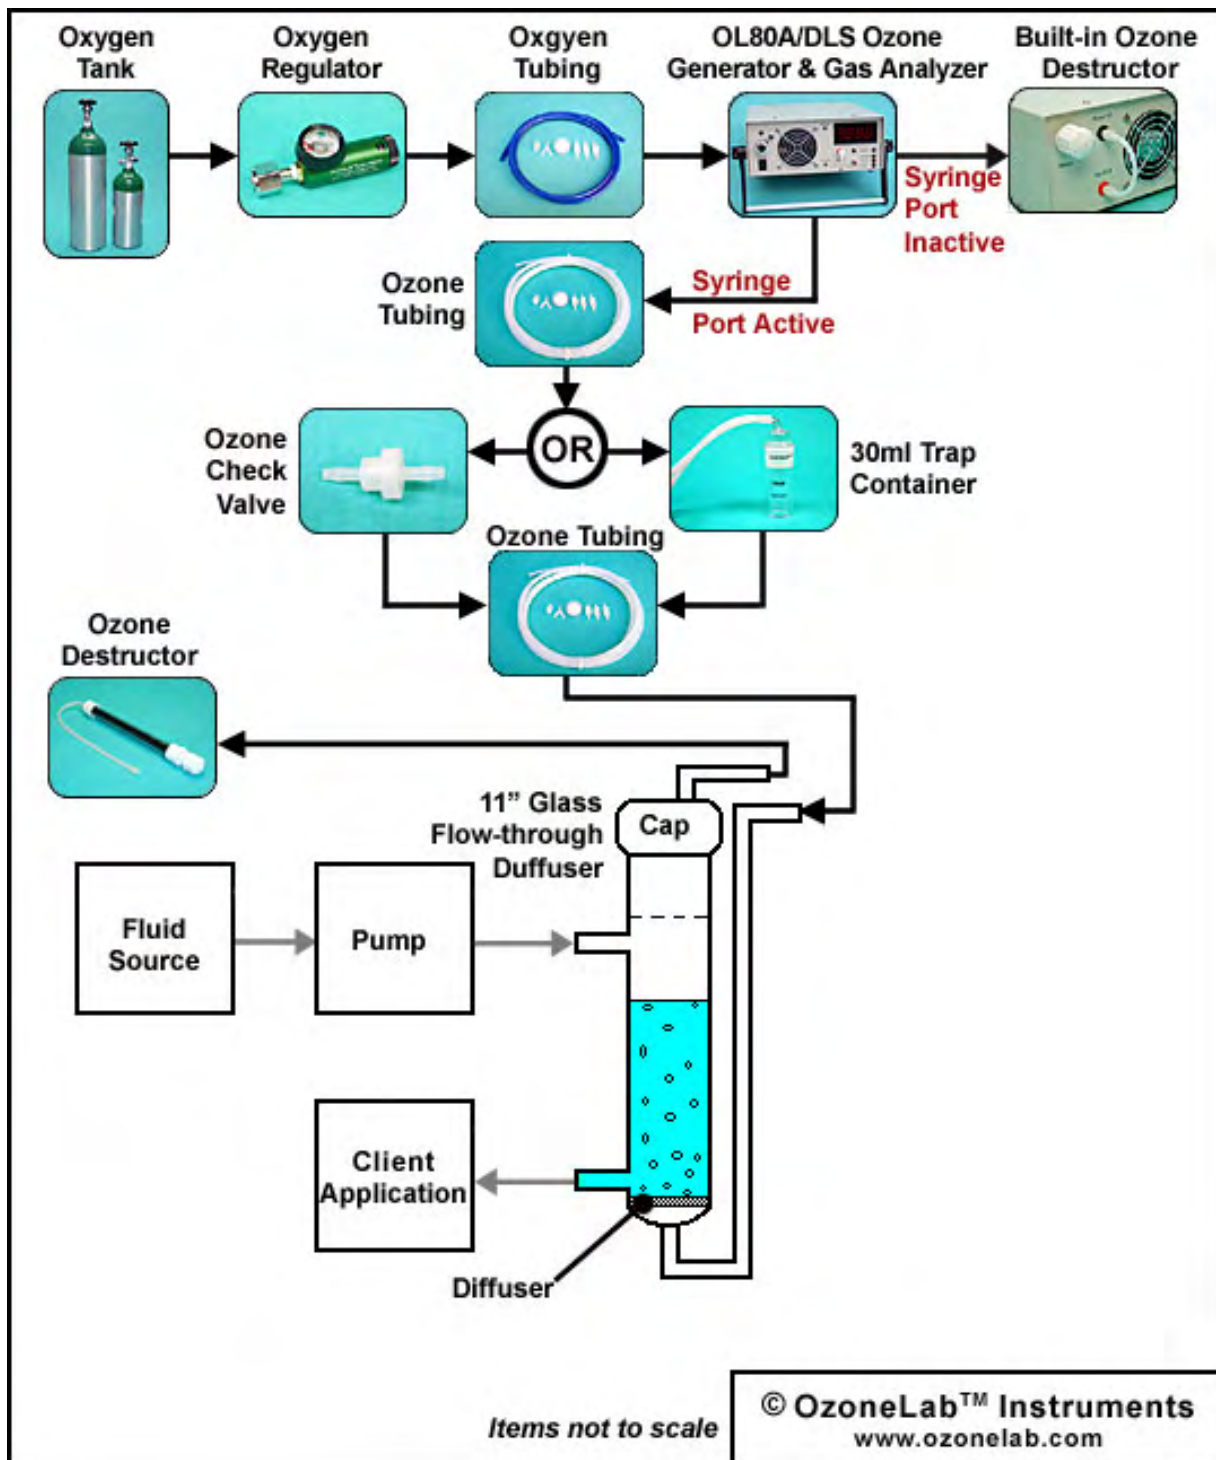 Oxygen
Tank
Oxygen
Regulator
Oxgyen
Tubing
OL80A/DLS Ozone
Generator & Gas Analyzer
Built-in Ozone
Destructor
Syringe
Port
Inactive
Ozone
Tubing
Syringe
Port Active
Ozone
Check
Valve
OR
30ml Trap
Container
Ozone Tubing
Ozone
Destructor
11” Glass
Flow-through
Duffuser
Cap
Fluid
Source
Pump
Client
Application
Diffuser
Items not to scale
© OzoneLab™ Instruments
www.ozonelab.com